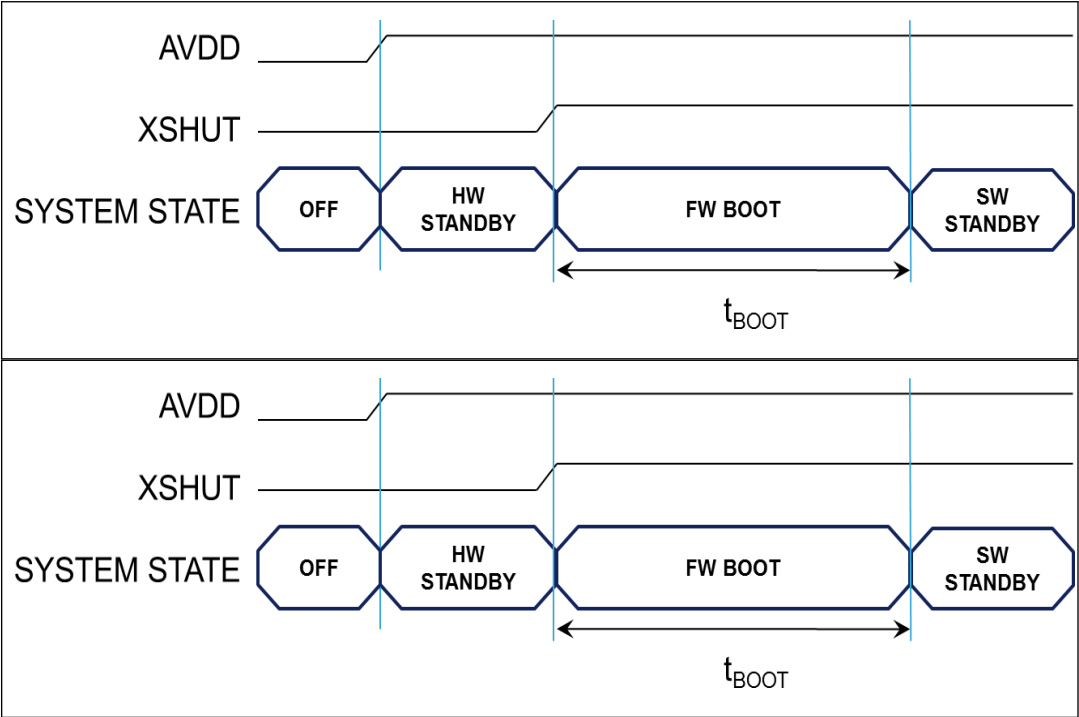 AVDD
XSHUT
SYSTEM STATE
OFF
HW
STANDBY
FW BOOT
SW
STANDBY
tBOOT
AVDD
XSHUT
SYSTEM STATE
OFF
HW
STANDBY
FW BOOT
SW
STANDBY
tBOOT